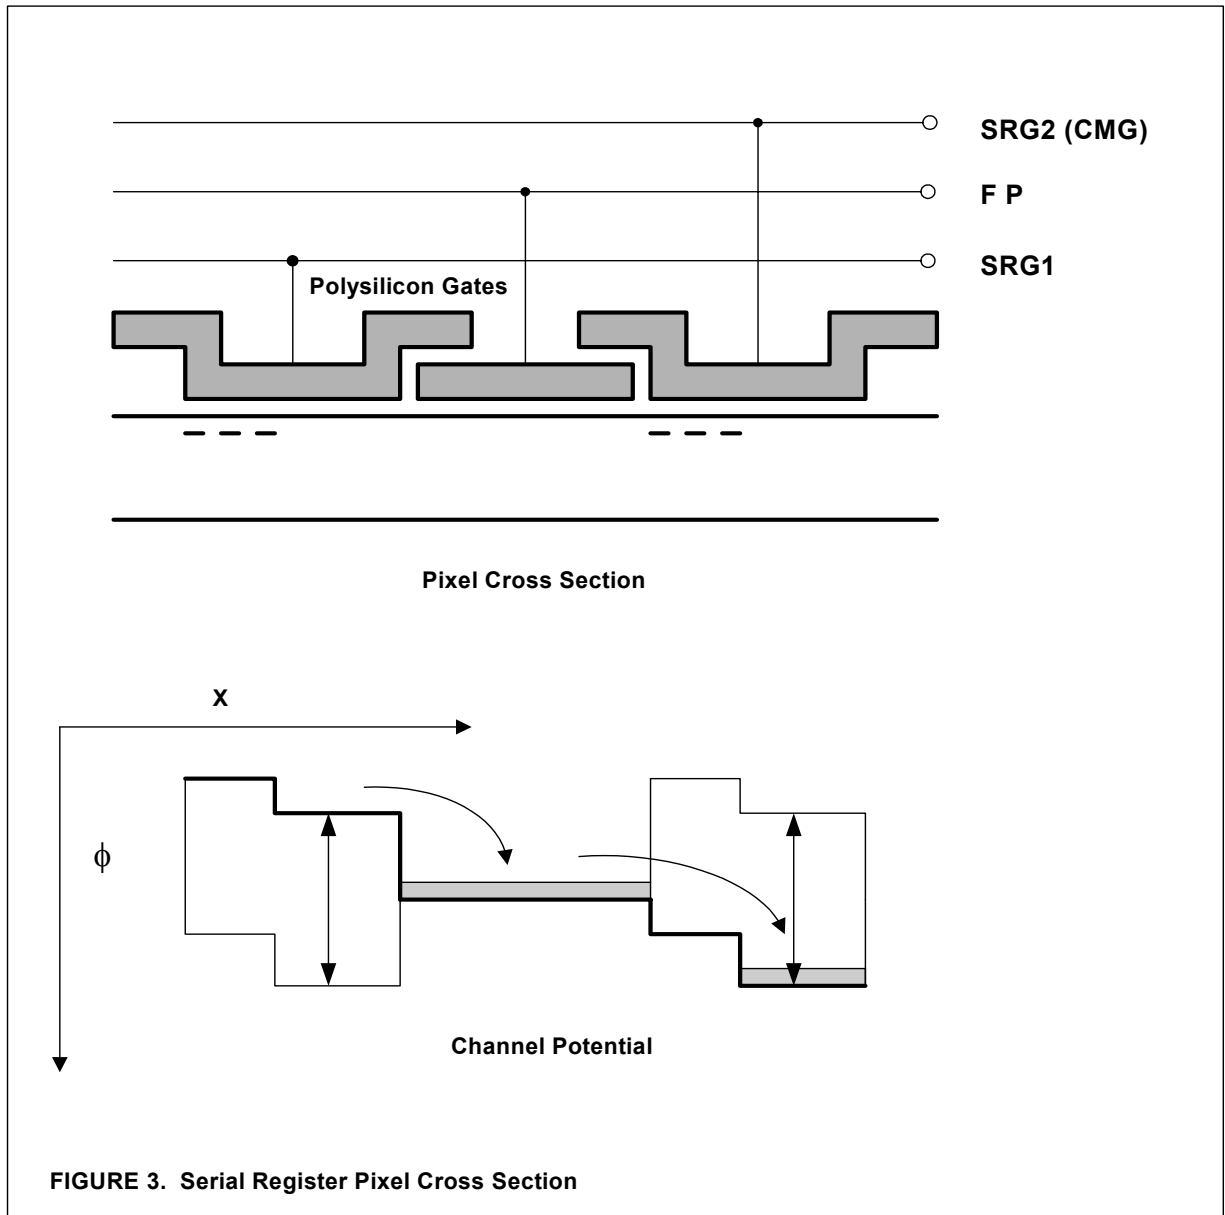 SRG2 (CMG)
F P
SRG1
Polysilicon Gates
Pixel Cross Section
X
ϕ
Channel Potential
FIGURE 3. Serial Register Pixel Cross Section